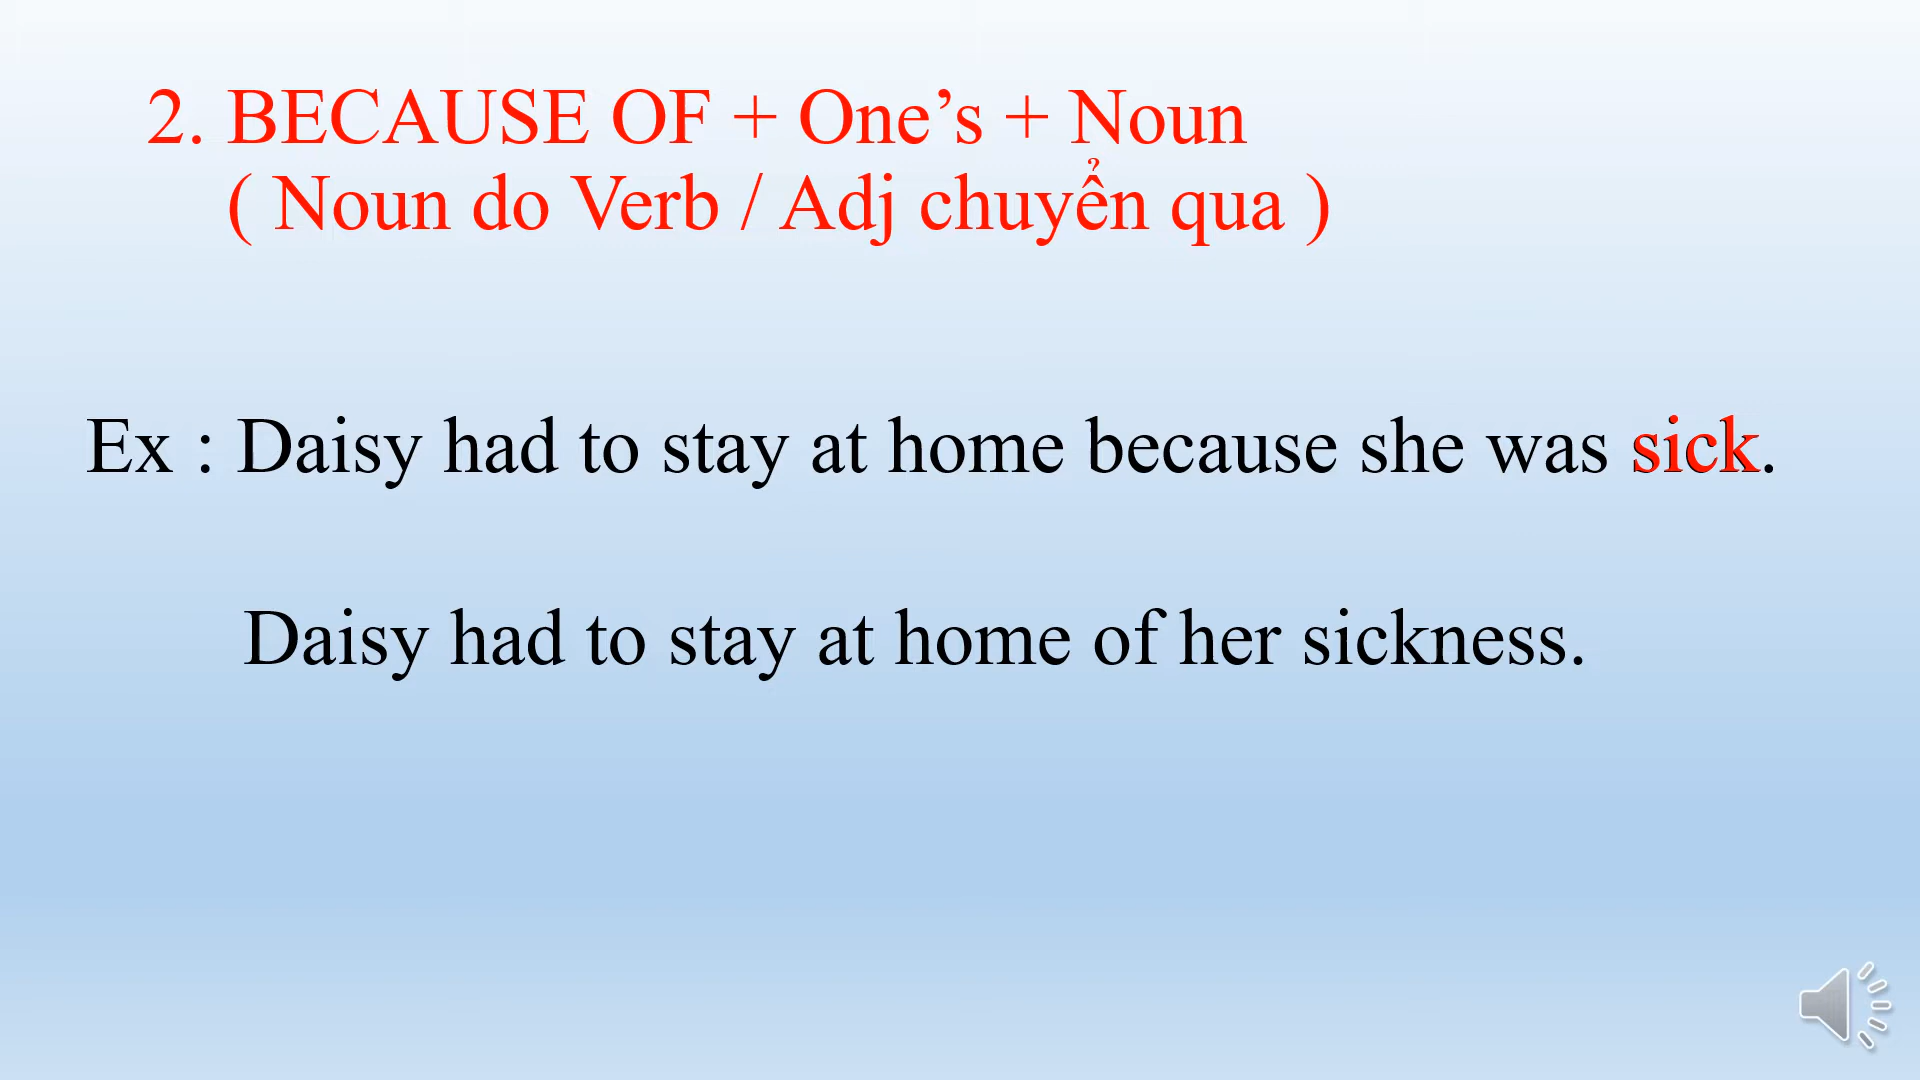 2. BECAUSE OF + One’s + Noun
( Noun do Verb / Adj chuyển qua )
Ex : Daisy had to stay at home because she was sick.
Daisy had to stay at home of her sickness.